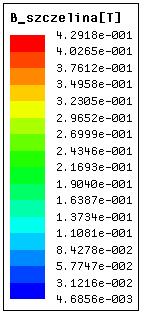 B_szczelina[T]
4.2918e-001
4.0265e-001
3.7612e-001
3.4958e-001
3.2305e-001
2.9652e-001
2.6999e-001
2.4346e-001
2.1693e-001
1.9040e-001
1.6387e-001
1.3734e-001
1.1081e-001
8.4278e-002
5.7747e-002
3.1216e-002
4.6856e-003